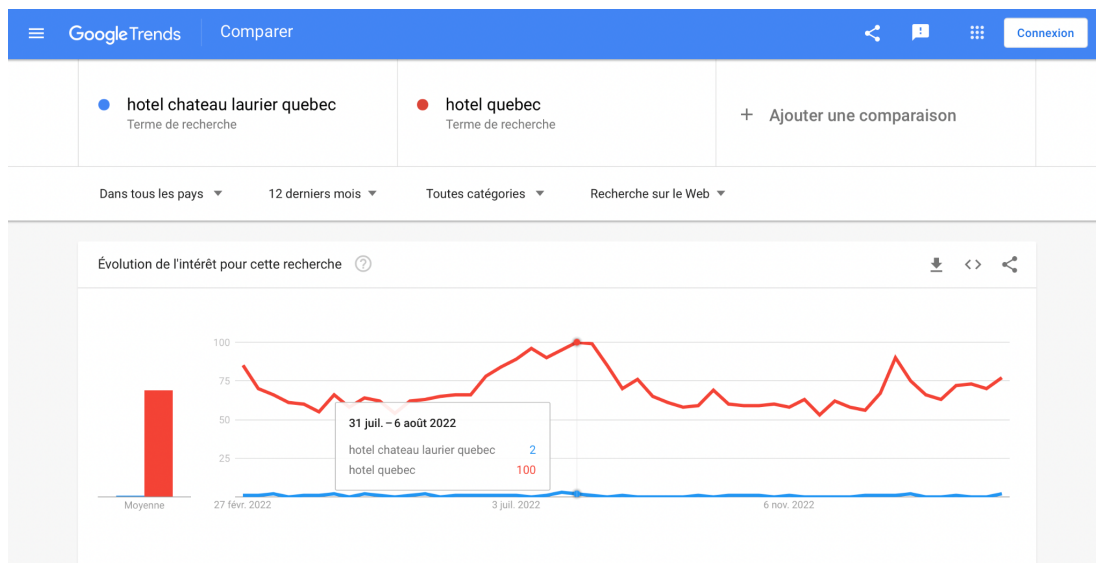 GoogleTrends Comparer Connexion
hotel chateau laurier quebec
Terme de recherche
hotel quebec
Terme de recherche
+ Ajouter une comparaison
Dans tous les pays 12 derniers mois Toutes catégories Recherche sur le Web
Évolution de l'intérêt pour cette recherche ?
100
75
50
25
31 juil. – 6 août 2022
hotel chateau laurier quebec 2
hotel quebec 100
Moyenne 27 févr. 2022 3 juil. 2022 6 nov. 2022